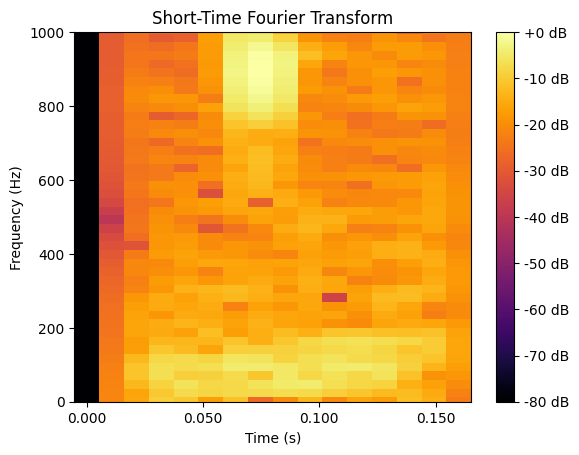 Short-Time Fourier Transform
1000
800
600
400
200
0
Frequency (Hz)
0.000
0.050
0.100
0.150
Time (s)
+0 dB
-10 dB
-20 dB
-30 dB
-40 dB
-50 dB
-60 dB
-70 dB
-80 dB